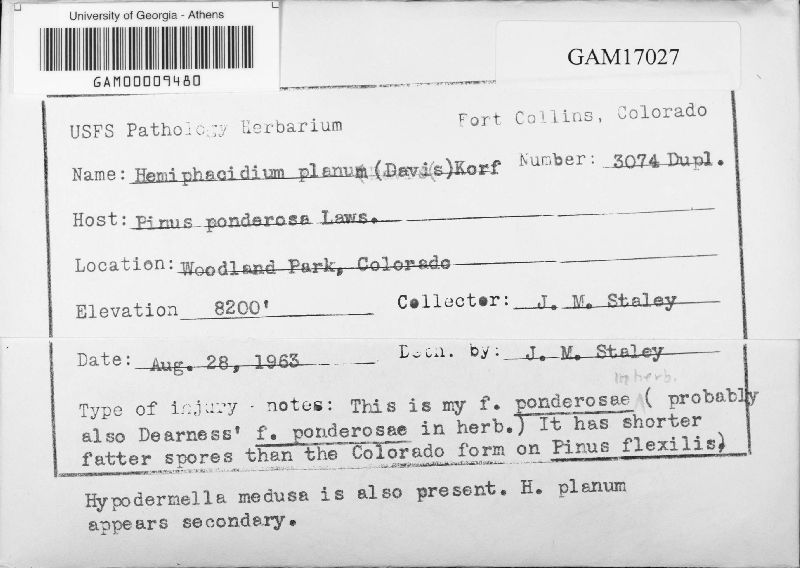 University of Georgia - Athens
GAM00009480
GAM17027
USFS Pathology Herbarium Fort Collins, Colorado
Name: Hemiphacidium planum (Davis) Korf Number: 3074 Dupl.
Host: Pinus ponderosa Laws.
Location: Woodland Park, Colorado
Elevation 8200' Collector: J. M. Staley
Date: Aug. 28, 1963 Detn. by: J. M. Staley
in herb.
Type of injury - notes: This is my f. ponderosae ( probably
also Dearness' f. ponderosae in herb.) It has shorter
fatter spores than the Colorado form on Pinus flexilis)
Hypodermella medusa is also present. H. planum
appears secondary.